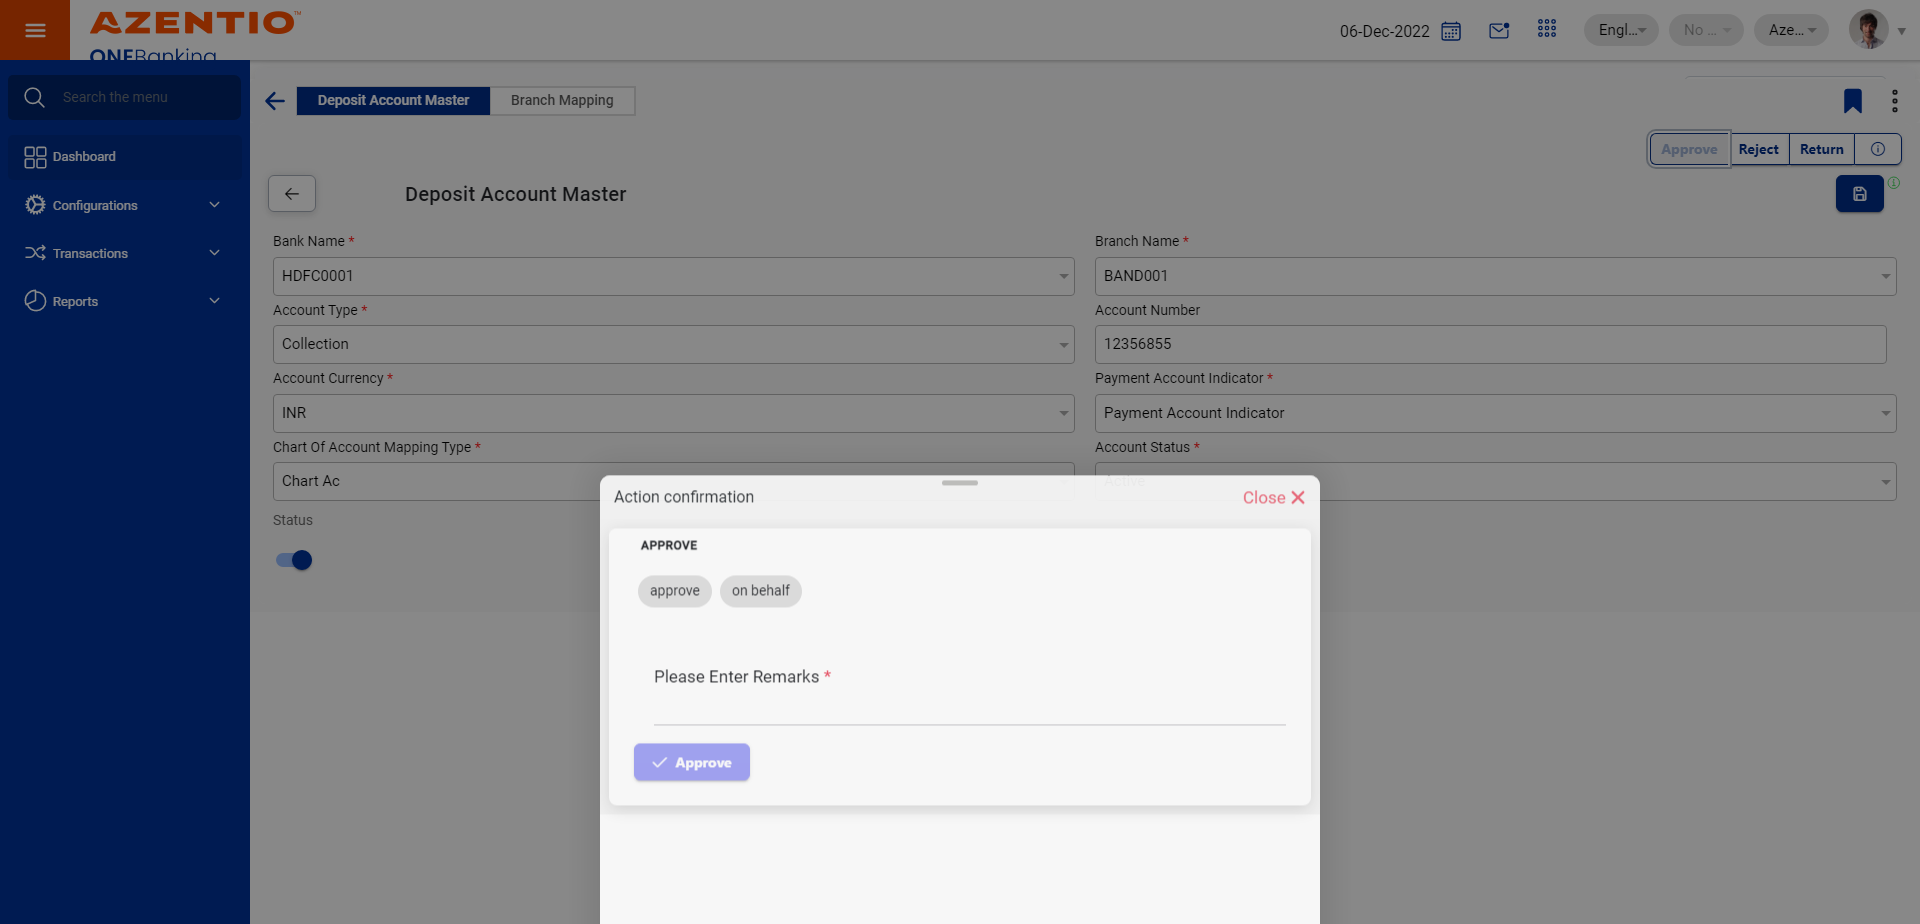 AZENTIO™
ONEBanking
06-Dec-2022
Engl...
No ...
Aze...
Search the menu
Dashboard
Configurations
Transactions
Reports
Deposit Account Master
Branch Mapping
Approve
Reject
Return
Deposit Account Master
Bank Name *
HDFC0001
Branch Name *
BAND001
Account Type *
Collection
Account Number
12356855
Account Currency *
INR
Payment Account Indicator *
Payment Account Indicator
Chart Of Account Mapping Type *
Chart Ac
Account Status *
Active
Status
Action confirmation
Close
APPROVE
approve
on behalf
Please Enter Remarks *
Approve